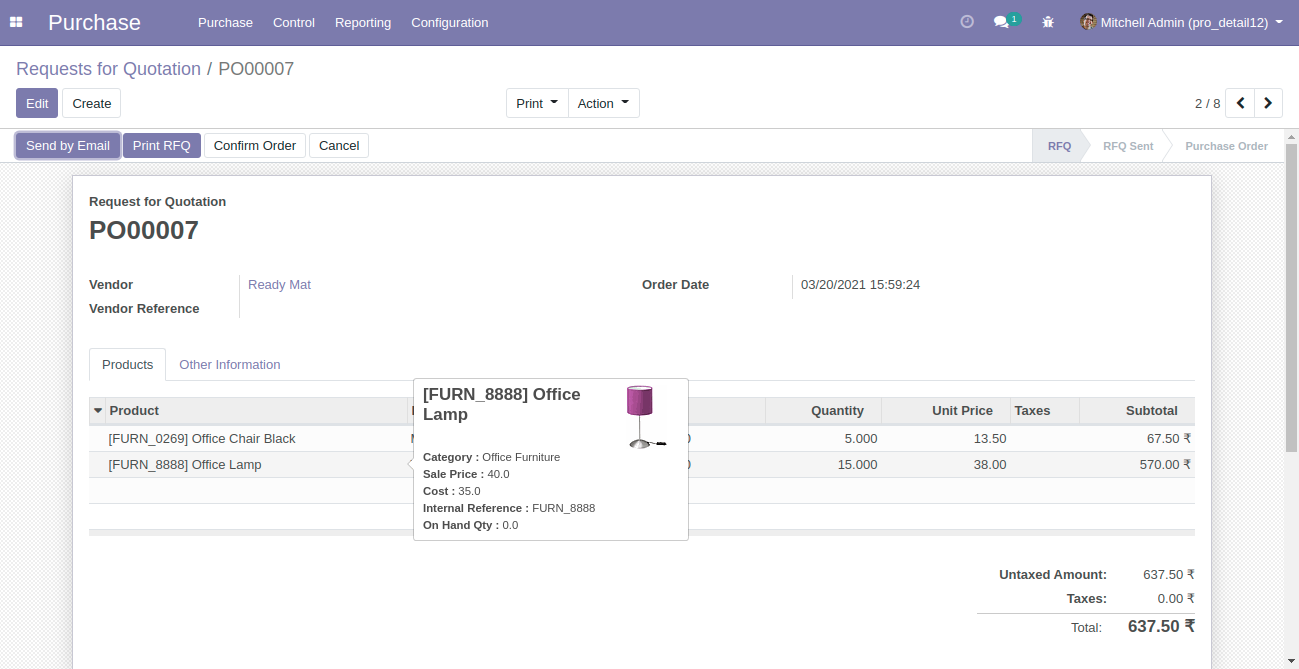 Purchase Purchase Control Reporting Configuration 1 Mitchell Admin (pro_detail12)
Requests for Quotation / PO00007
Edit Create Print Action 2 / 8
Send by Email Print RFQ Confirm Order Cancel RFQ RFQ Sent Purchase Order
Request for Quotation
PO00007
Vendor Ready Mat Order Date 03/20/2021 15:59:24
Vendor Reference
Products Other Information
Product Quantity Unit Price Taxes Subtotal
[FURN_0269] Office Chair Black 5.000 13.50 67.50 ₹
[FURN_8888] Office Lamp 15.000 38.00 570.00 ₹
[FURN_8888] Office
Lamp
Category : Office Furniture
Sale Price : 40.0
Cost : 35.0
Internal Reference : FURN_8888
On Hand Qty : 0.0
Untaxed Amount: 637.50 ₹
Taxes: 0.00 ₹
Total: 637.50 ₹